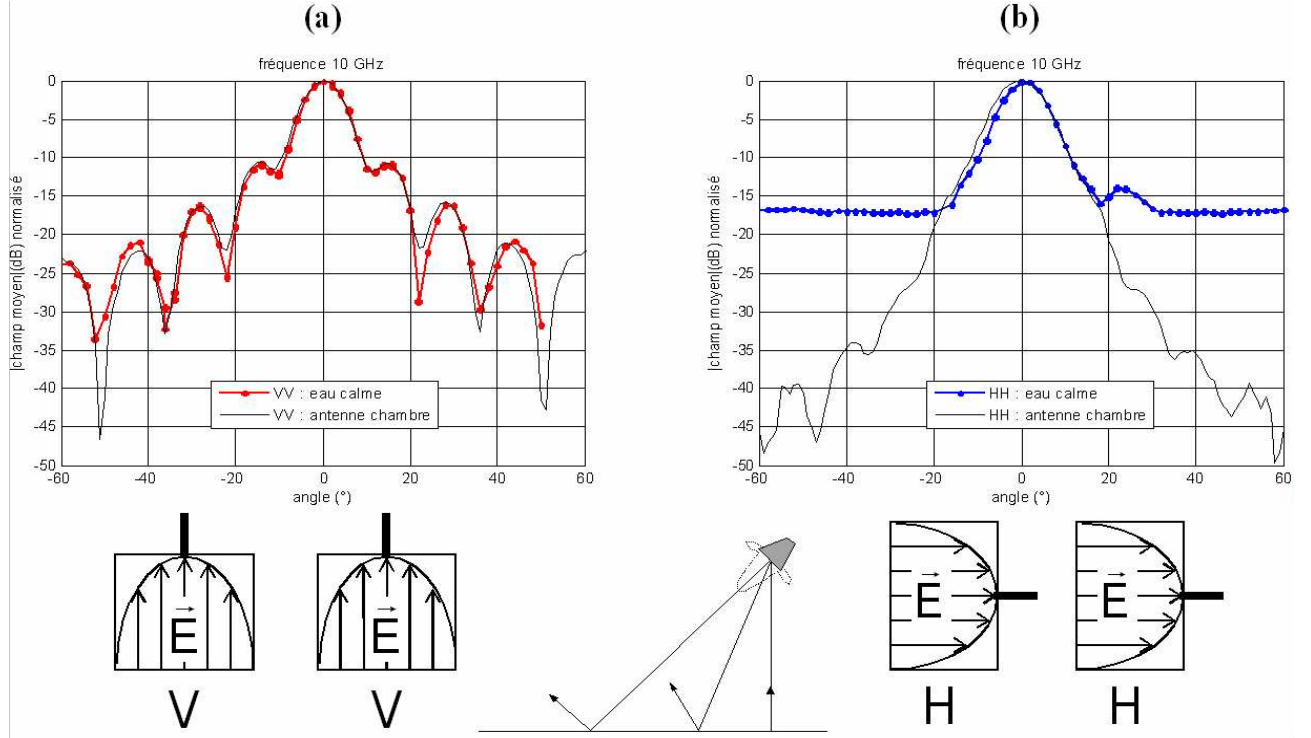 (a)
(b)
fréquence 10 GHz
|champ moyen|(dB) normalisé
0
-5
-10
-15
-20
-25
-30
-35
-40
-45
-50
-60
-40
-20
0
20
40
60
angle (°)
VV : eau calme
VV : antenne chambre
fréquence 10 GHz
|champ moyen|(dB) normalisé
0
-5
-10
-15
-20
-25
-30
-35
-40
-45
-50
-60
-40
-20
0
20
40
60
angle (°)
HH : eau calme
HH : antenne chambre
E
E
E
E
V
V
H
H